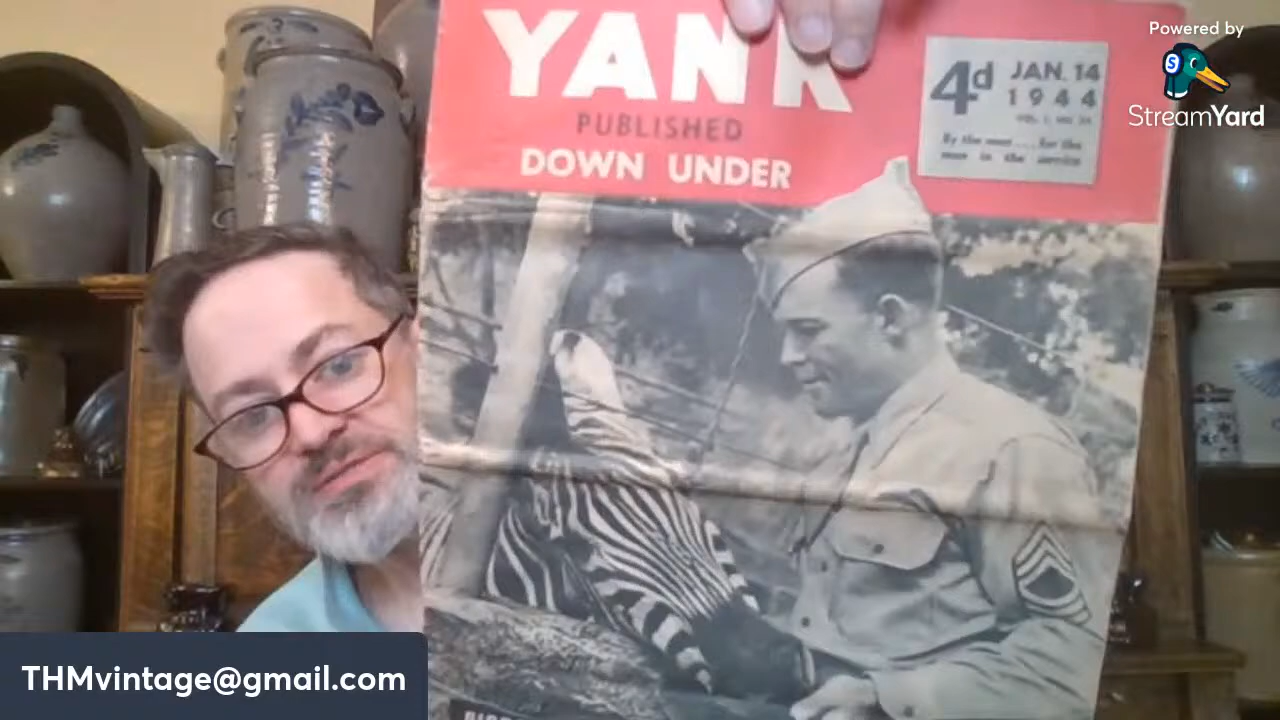 YANK
PUBLISHED
DOWN UNDER
4d
JAN. 14
1944
By the men .... for the
men in the service
Powered by
S
StreamYard
THMvintage@gmail.com